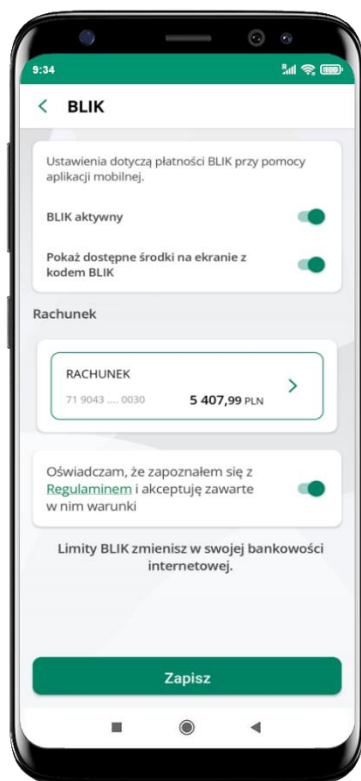 9:34
100
BLIK
Ustawienia dotyczą płatności BLIK przy pomocy
aplikacji mobilnej.
BLIK aktywny
Pokaż dostępne środki na ekranie z
kodem BLIK
Rachunek
RACHUNEK
71 9043 .... 0030 5 407,99 PLN
Oświadczam, że zapoznałem się z
Regulaminem i akceptuję zawarte
w nim warunki
Limity BLIK zmienisz w swojej bankowości
internetowej.
Zapisz